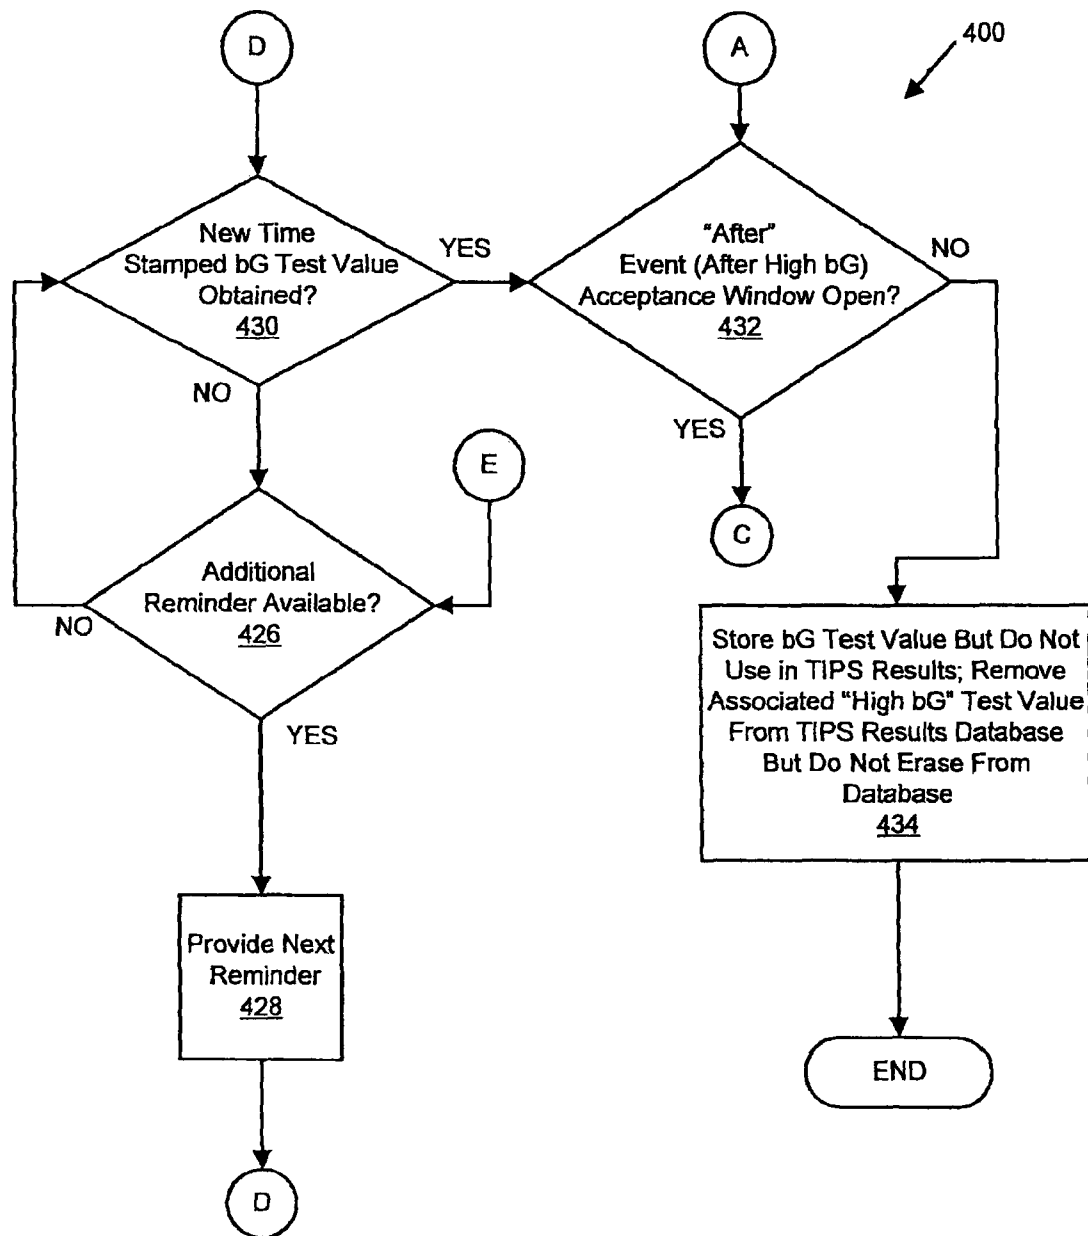 D
A
400
New Time
Stamped bG Test Value
Obtained?
430
YES
NO
"After"
Event (After High bG)
Acceptance Window Open?
432
NO
YES
E
C
Additional
Reminder Available?
426
NO
YES
Store bG Test Value But Do Not
Use in TIPS Results; Remove
Associated "High bG" Test Value
From TIPS Results Database
But Do Not Erase From
Database
434
Provide Next
Reminder
428
END
D